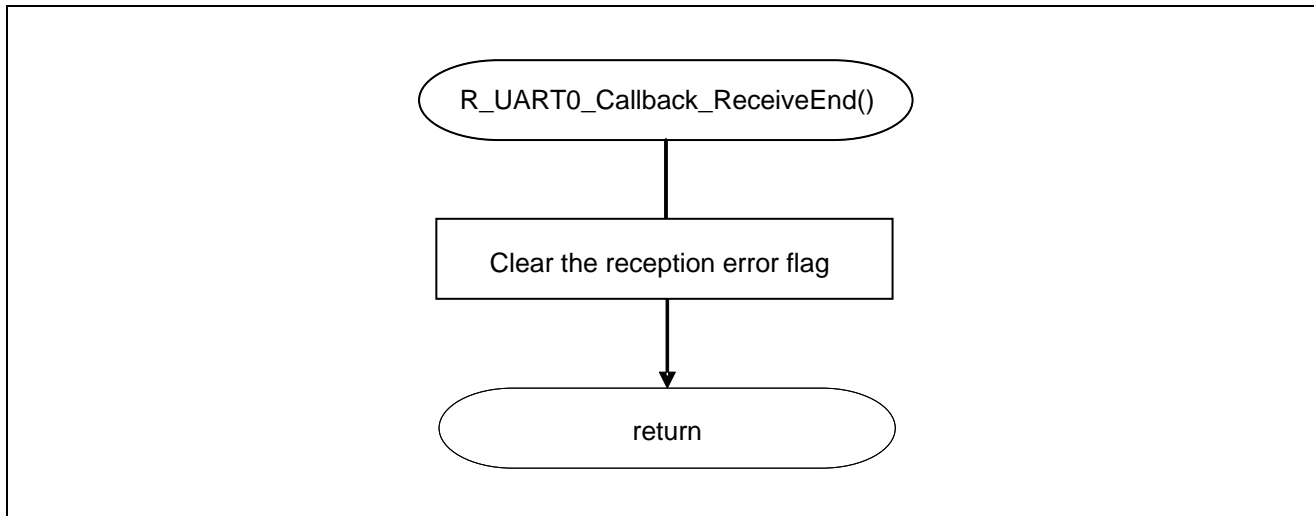 R_UART0_Callback_ReceiveEnd()
Clear the reception error flag
return